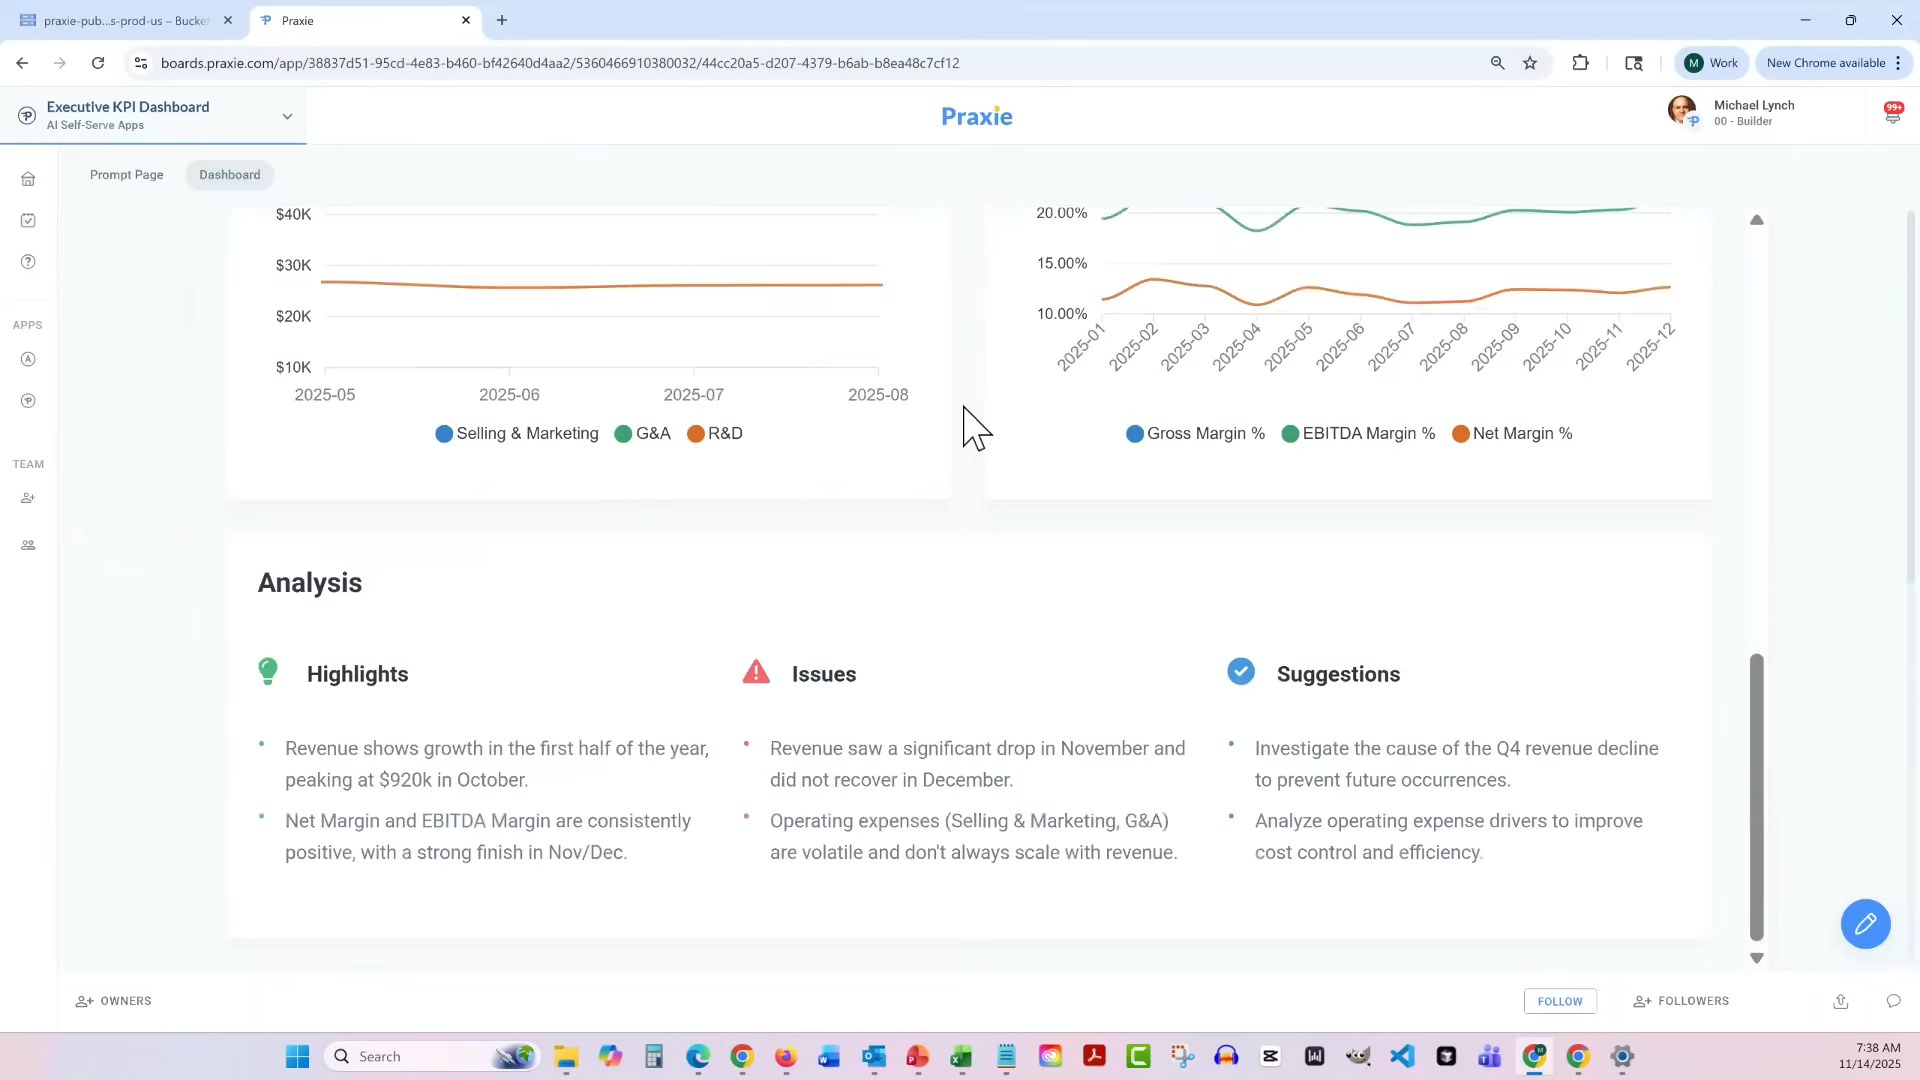 praxie-pub...s-prod-us – Bucket
Praxie
boards.praxie.com/app/38837d51-95cd-4e83-b460-bf42640d4aa2/5360466910380032/44cc20a5-d207-4379-b6ab-b8ea48c7cf12
M Work
New Chrome available
Executive KPI Dashboard
AI Self-Serve Apps
Praxie
Michael Lynch
00 - Builder
99+
Prompt Page
Dashboard
APPS
TEAM
$40K
$30K
$20K
$10K
2025-05 2025-06 2025-07 2025-08
Selling & Marketing G&A R&D
20.00%
15.00%
10.00%
2025-01 2025-02 2025-03 2025-04 2025-05 2025-06 2025-07 2025-08 2025-09 2025-10 2025-11 2025-12
Gross Margin % EBITDA Margin % Net Margin %
Analysis
Highlights
Revenue shows growth in the first half of the year,
peaking at $920k in October.
Net Margin and EBITDA Margin are consistently
positive, with a strong finish in Nov/Dec.
Issues
Revenue saw a significant drop in November and
did not recover in December.
Operating expenses (Selling & Marketing, G&A)
are volatile and don't always scale with revenue.
Suggestions
Investigate the cause of the Q4 revenue decline
to prevent future occurrences.
Analyze operating expense drivers to improve
cost control and efficiency.
OWNERS
FOLLOW
FOLLOWERS
Search
7:38 AM
11/14/2025